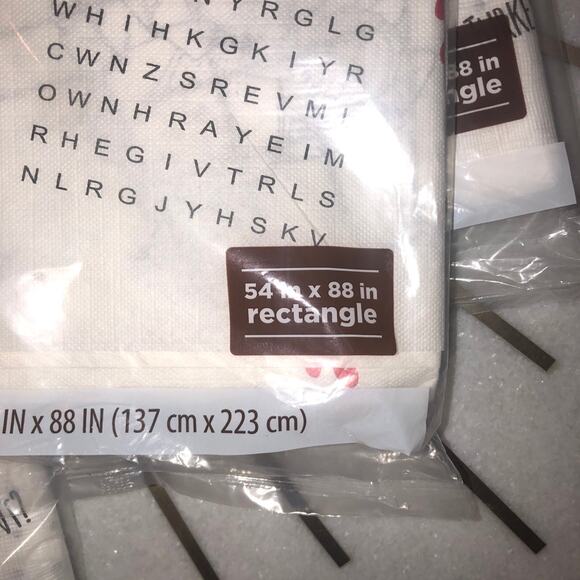 N Y R G L G
W H I H K G K I Y R
C W N Z S R E V M I
O W N H R A Y E I M
R H E G I V T R L S
N L R G J Y H S K V
54 in x 88 in
rectangle
IN x 88 IN (137 cm x 223 cm)
88 in
ngle